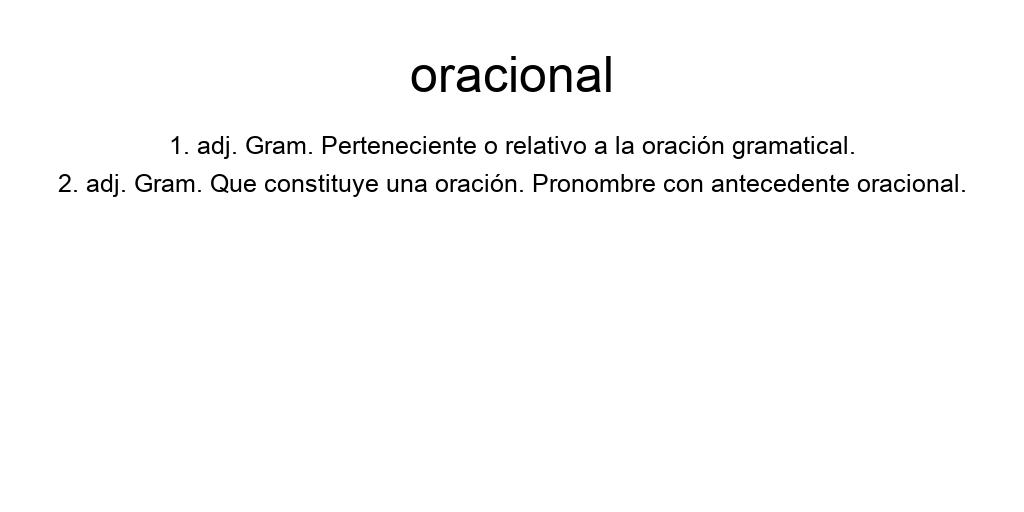 oracional
1. adj. Gram. Perteneciente o relativo a la oración gramatical.
2. adj. Gram. Que constituye una oración. Pronombre con antecedente oracional.